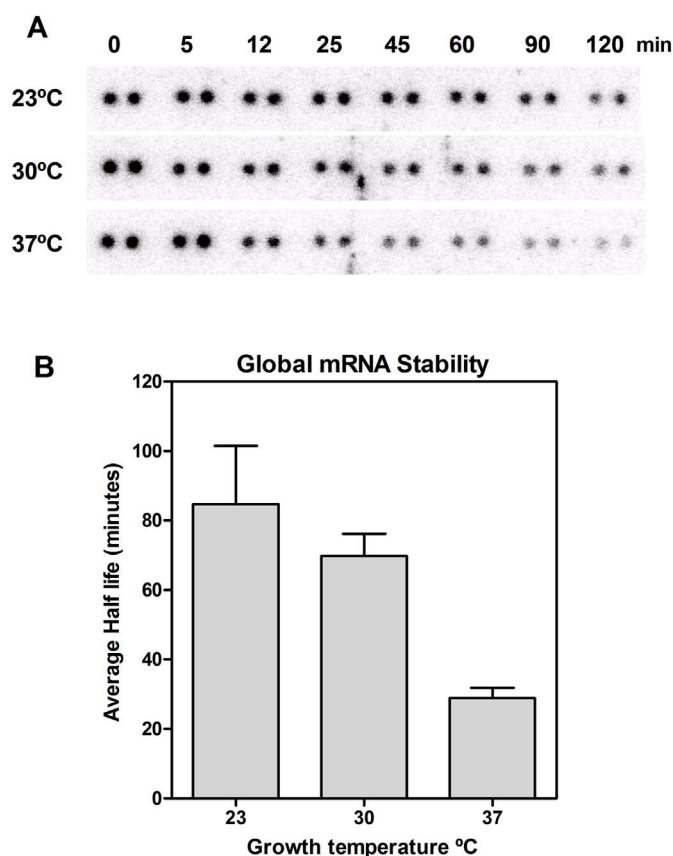 A
0 5 12 25 45 60 90 120 min
23ºC
30ºC
37ºC
B
Global mRNA Stability
120
100
80
60
40
20
0
Average Half life (minutes)
23 30 37
Growth temperature ºC